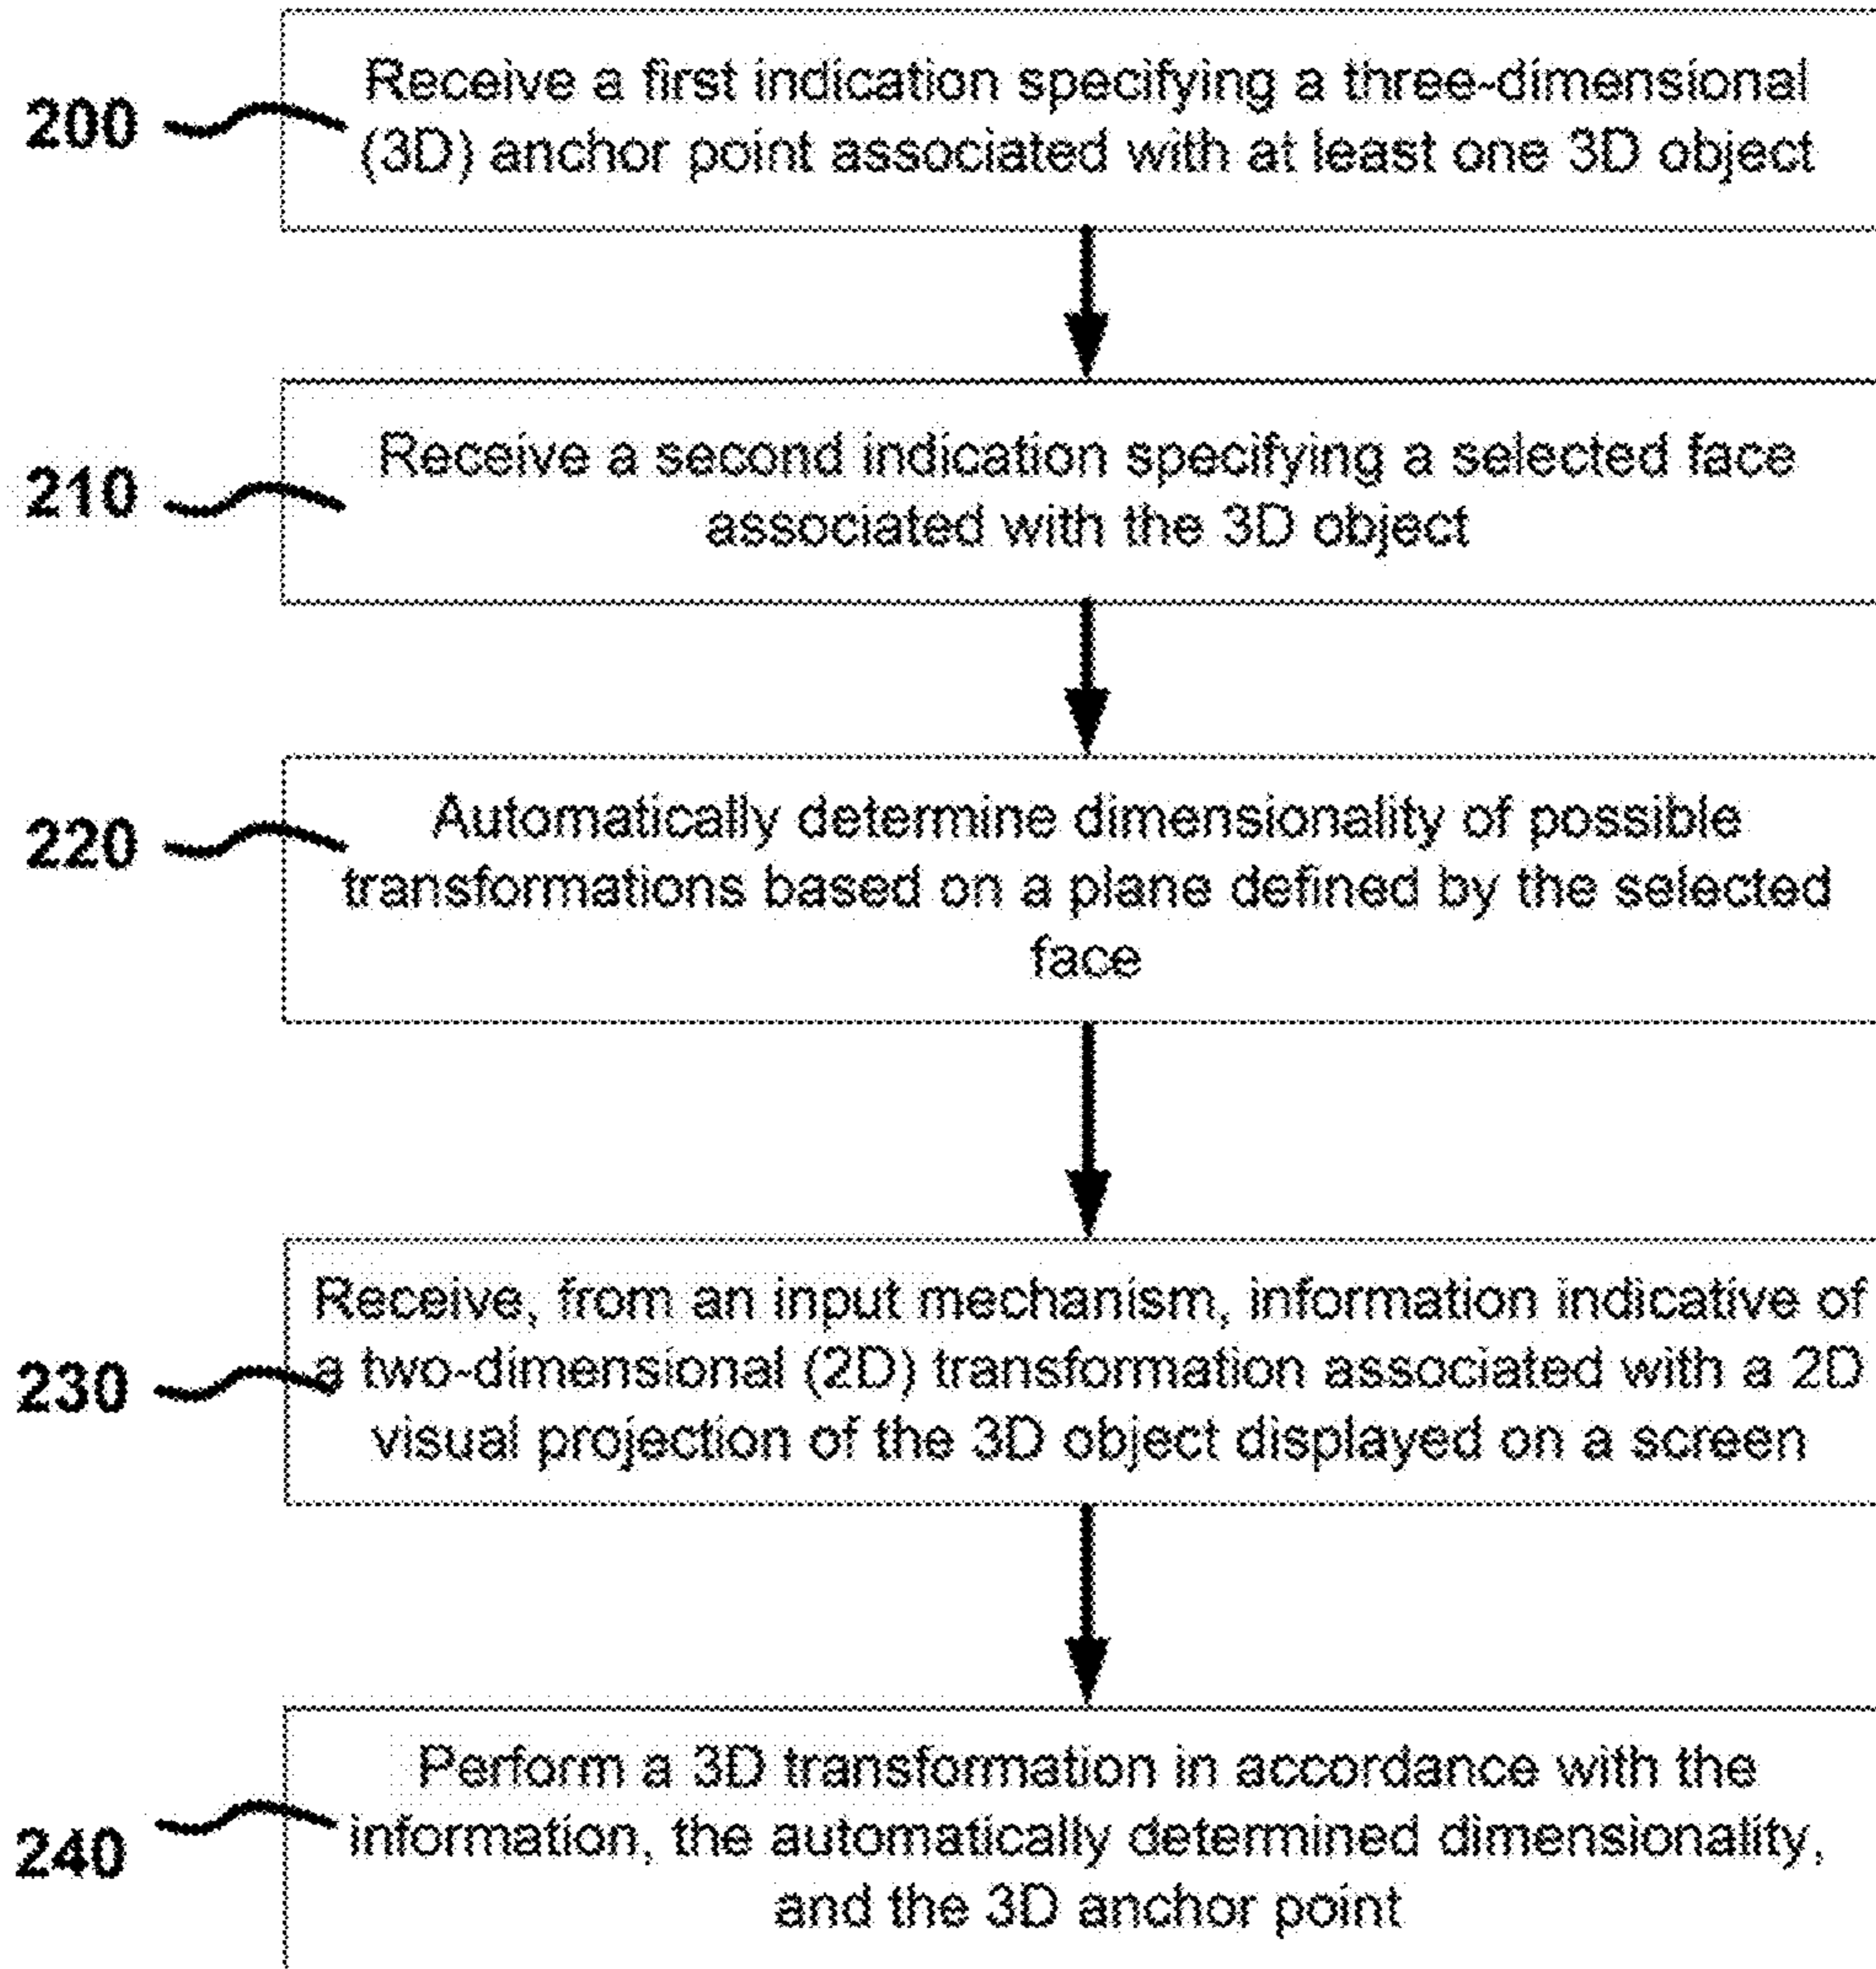 Receive a first indication specifying a three-dimensional
200
(3D) anchor point associated with at least one 3D object
Receive a second indication specifying a selected face
210
associated with the 3D object
Automatically determine dimensionality of possible
220
transformations based on a plane defined by the selected
face
Receive, from an input mechanism, information indicative of
230
a two-dimensional (2D) transformation associated with a 2D
visual projection of the 3D object displayed on a screen
Perform a 3D transformation in accordance with the
240
information, the automatically determined dimensionality,
and the 3D anchor point